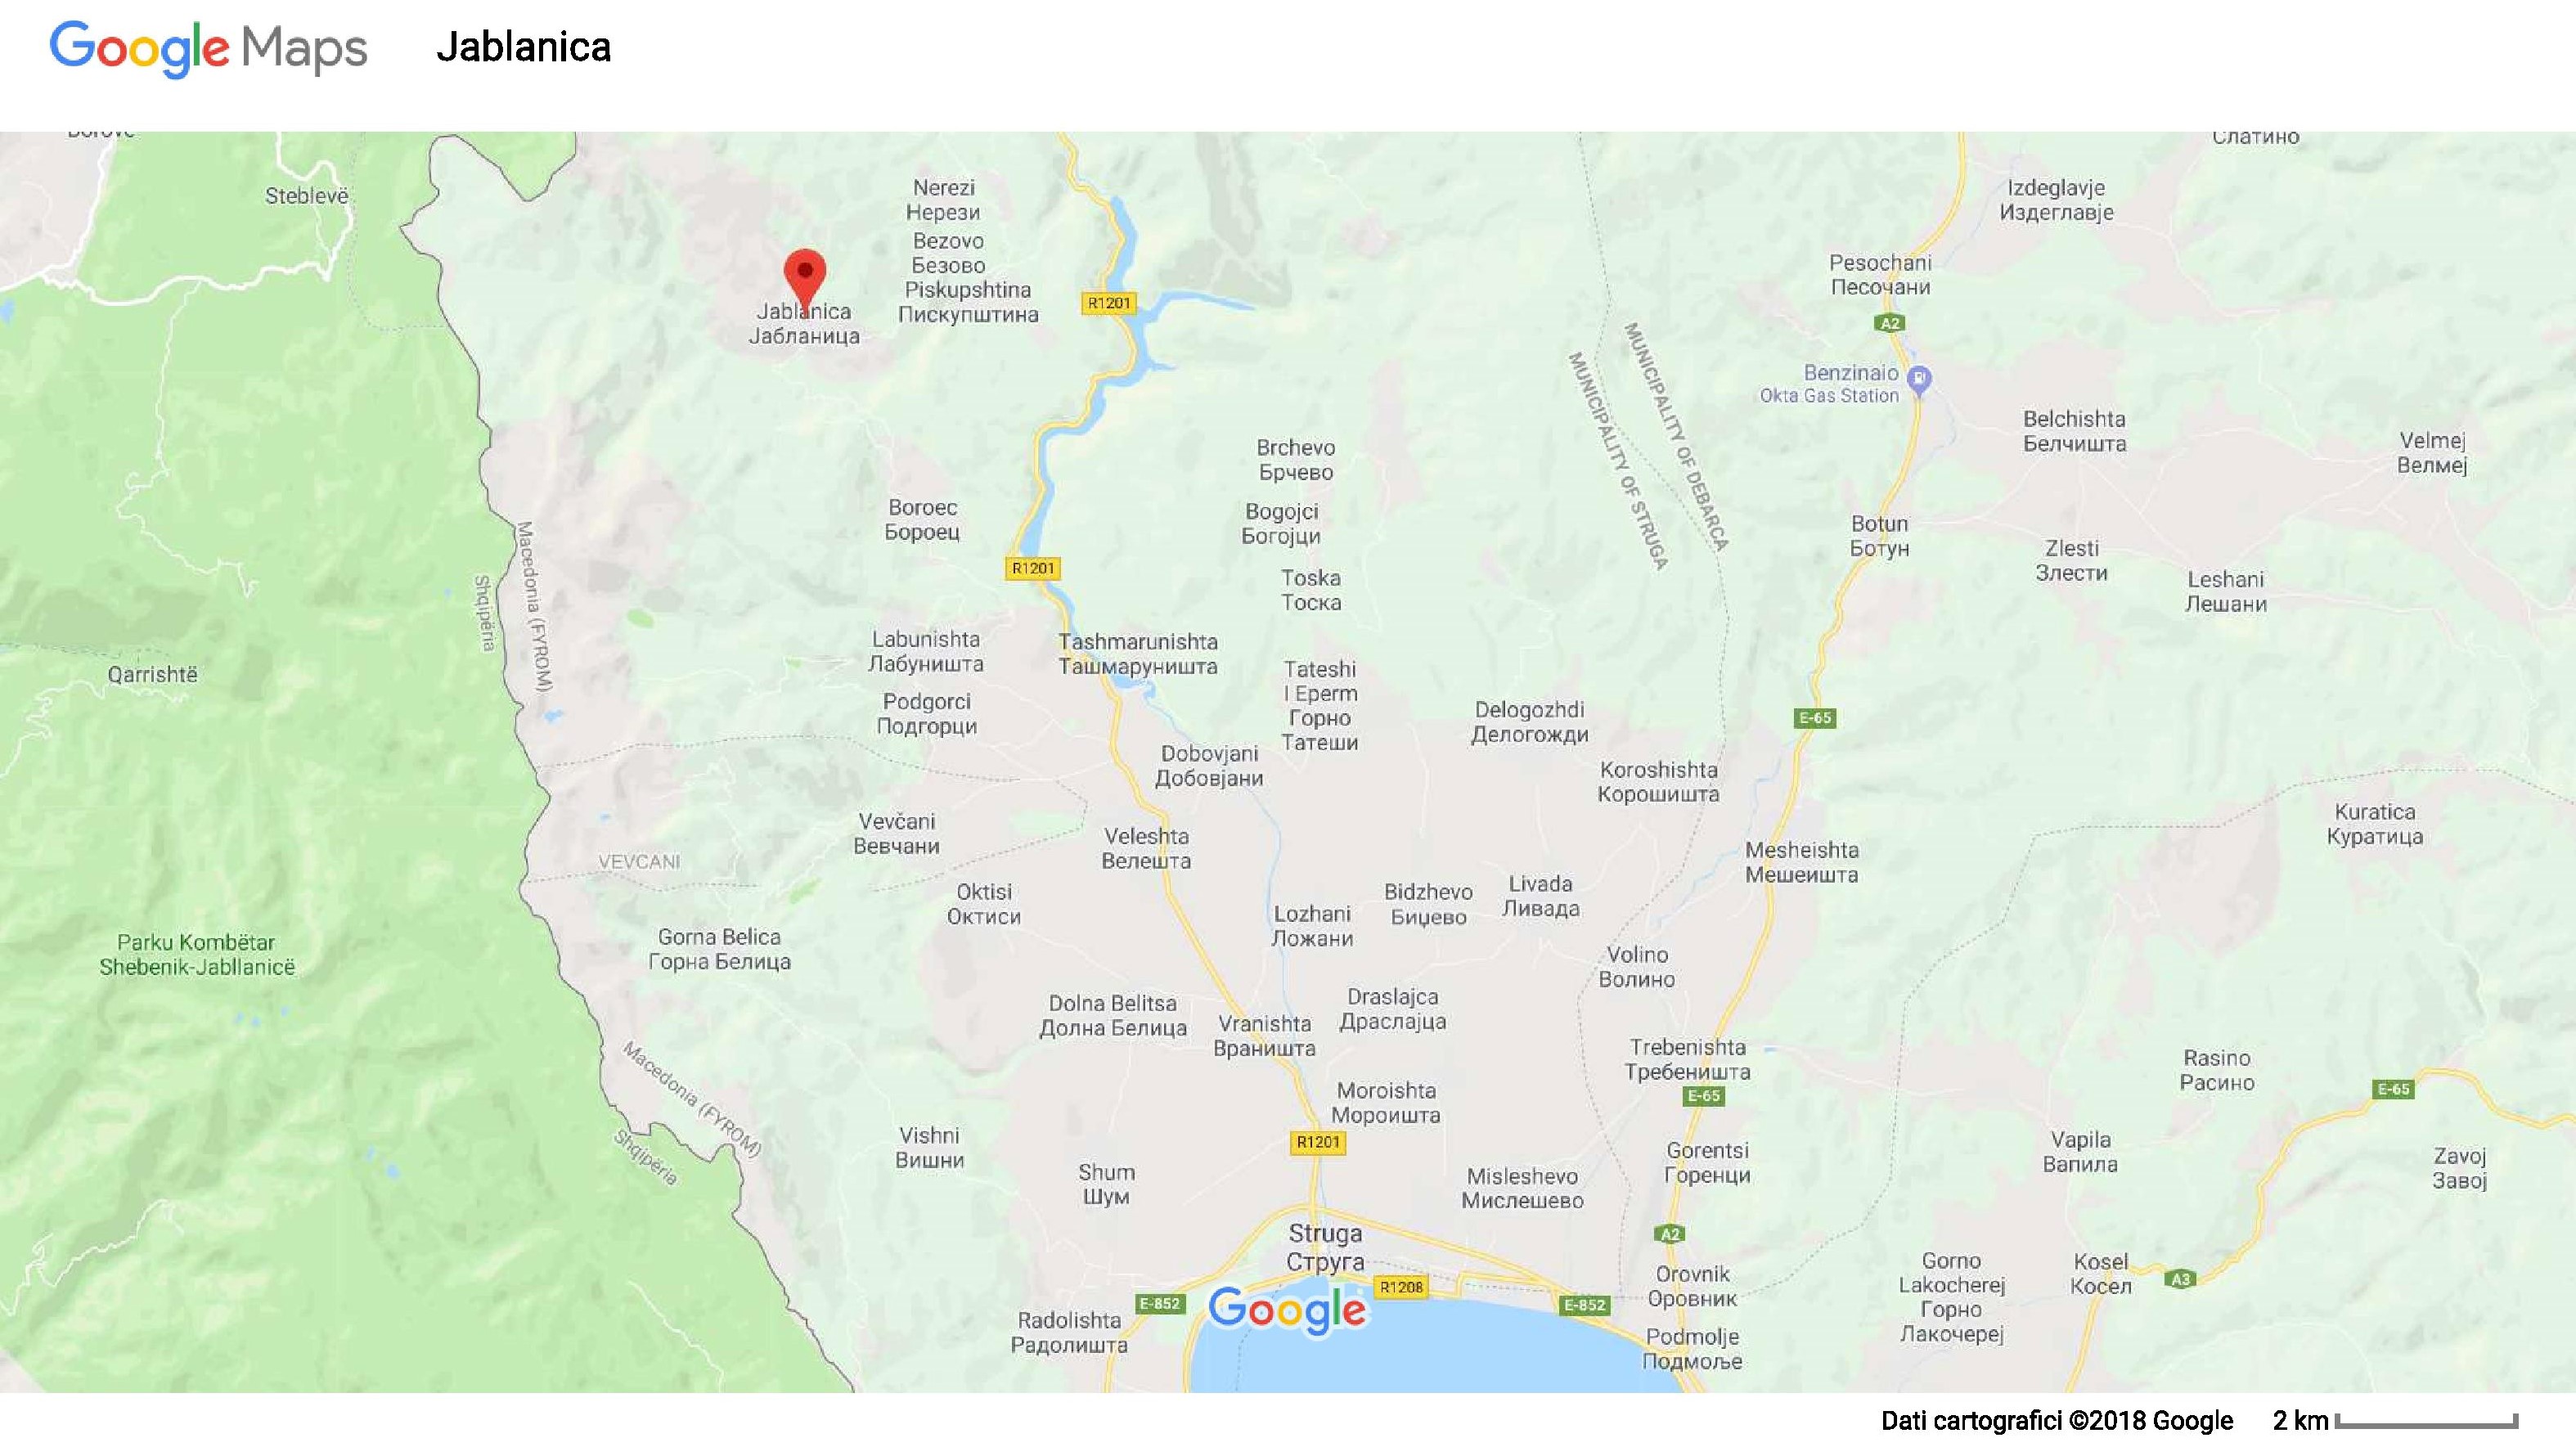 Google Maps
Jablanica
Слатино
Steblevë
Nerezi
Нерези
Izdeglavje
Издеглавје
Bezovo
Безово
Piskupshtina
Пискупштина
Pesochani
Песочани
R1201
Jablanica
Јабланица
A2
MUNICIPALITY OF DEBARCA
MUNICIPALITY OF STRUGA
Benzinaio
Okta Gas Station
Belchishta
Белчишта
Velmej
Велмеј
Brchevo
Брчево
Boroec
Бороец
Bogojci
Богојци
Botun
Ботун
Macedonia (FYROM)
Shqipëria
R1201
Zlesti
Злести
Toska
Тоска
Leshani
Лешани
Labunishta
Лабуништа
Tashmarunishta
Ташмаруништа
Qarrishtë
Tateshi
I Eperm
Горно
Татеши
Podgorci
Подгорци
Delogozhdi
Делогожди
E-65
Dobovjani
Добовјани
Koroshishta
Корошишта
Kuratica
Куратица
Vevčani
Вевчани
Veleshta
Велешта
VEVCANI
Mesheishta
Мешеишта
Oktisi
Октиси
Bidzhevo
Биџево
Livada
Ливада
Lozhani
Ложани
Gorna Belica
Горна Белица
Parku Kombëtar
Shebenik-Jabllanicë
Volino
Волино
Dolna Belitsa
Долна Белица
Draslajca
Драслајца
Vranishta
Враништа
Macedonia (FYROM)
Shqipëria
Trebenishta
Требеништа
E-65
Rasino
Расино
E-65
Moroishta
Мороишта
R1201
Vishni
Вишни
Gorentsi
Горенци
Vapila
Вапила
Zavoj
Завој
Shum
Шум
Misleshevo
Мислешево
Struga
Струга
A2
Gorno
Lakocherej
Горно
Лакочереј
Kosel
Косел
A3
Orovnik
Оровник
R1208
E-852
Google
E-852
Radolishta
Радолишта
Podmolje
Подмоље
Dati cartografici ©2018 Google
2 km